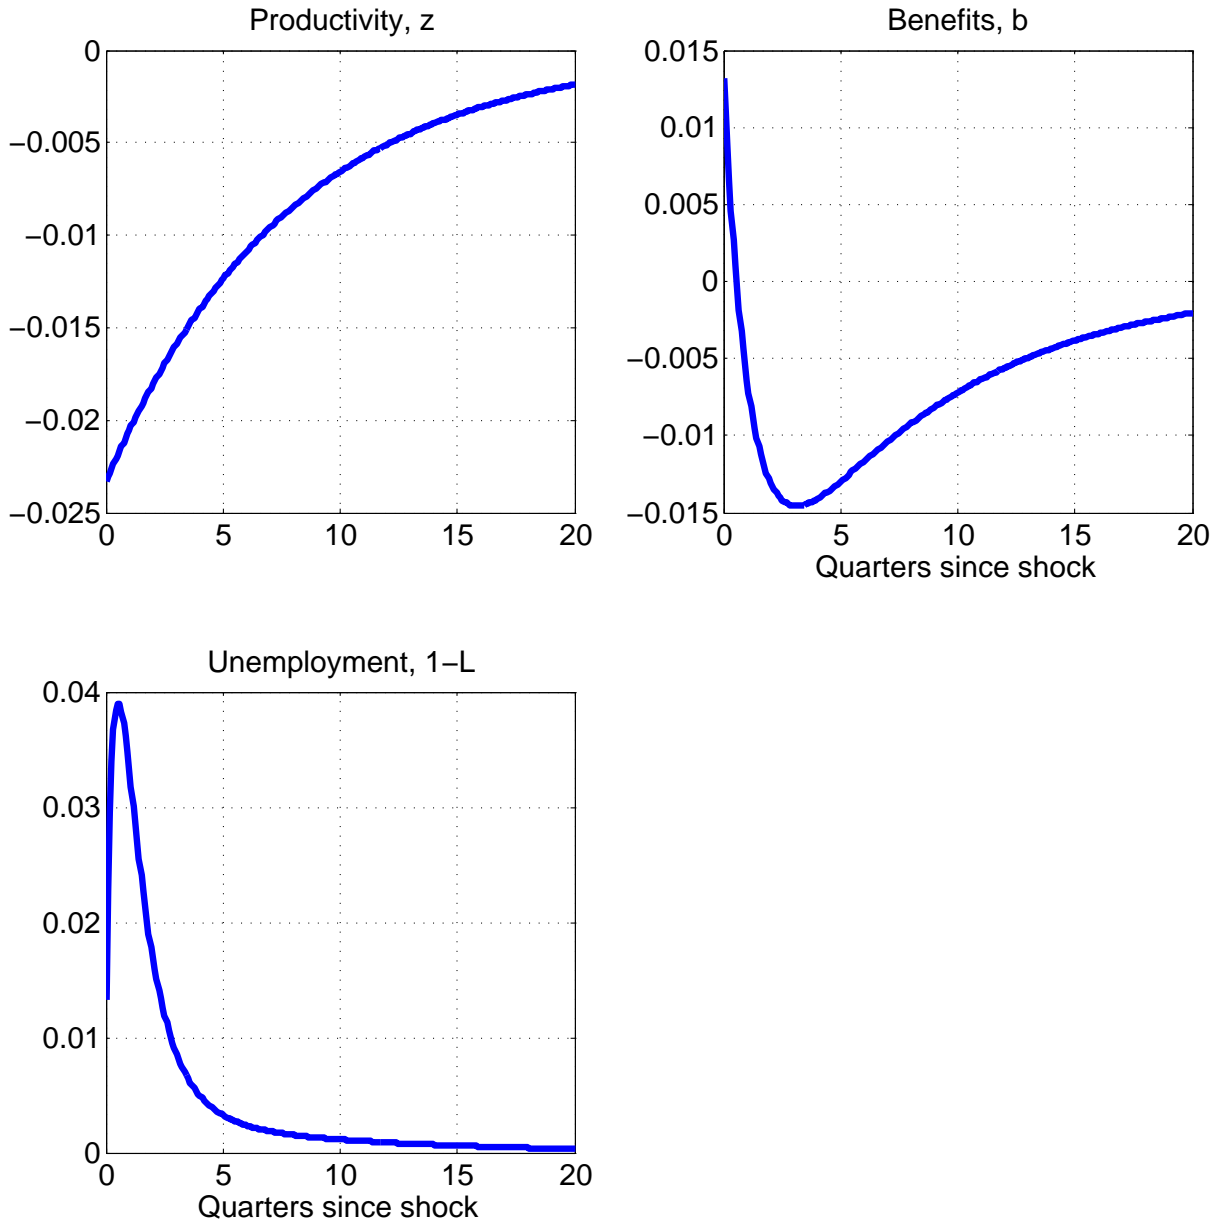 Productivity, z
0
−0.005
−0.01
−0.015
−0.02
−0.025
0 5 10 15 20
Benefits, b
0.015
0.01
0.005
0
−0.005
−0.01
−0.015
0 5 10 15 20
Quarters since shock
Unemployment, 1−L
0.04
0.03
0.02
0.01
0
0 5 10 15 20
Quarters since shock